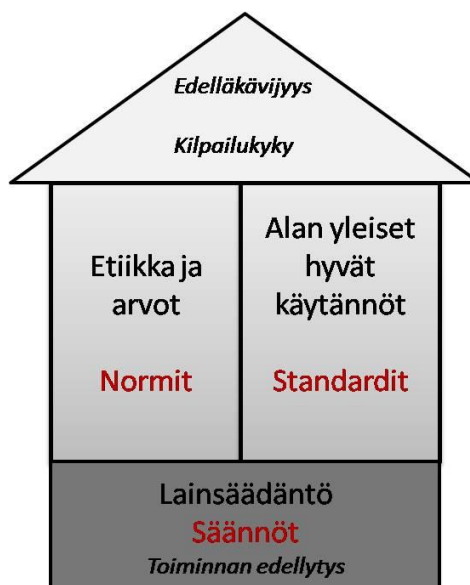 Edelläkävijyys
Kilpailukyky
Etiikka ja
arvot
Normit
Alan yleiset
hyvät
käytännöt
Standardit
Lainsäädäntö
Säännöt
Toiminnan edellytys